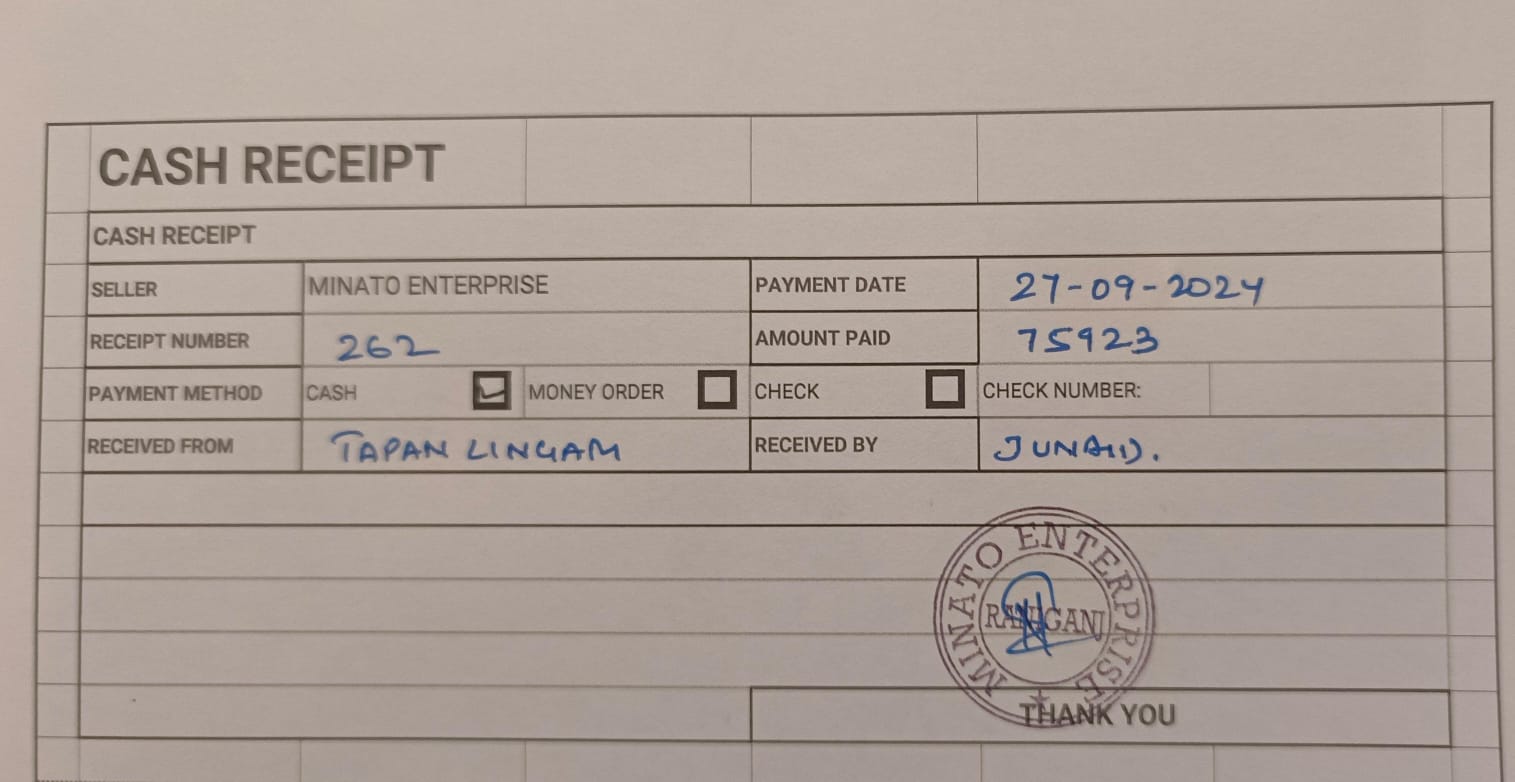 CASH RECEIPT
CASH RECEIPT
SELLER MINATO ENTERPRISE PAYMENT DATE 27-09-2024
RECEIPT NUMBER 262 AMOUNT PAID 75923
PAYMENT METHOD CASH MONEY ORDER CHECK CHECK NUMBER:
RECEIVED FROM TAPAN LINGAM RECEIVED BY JUNAID.
MINATO ENTERPRISE
RANIGANJ
THANK YOU